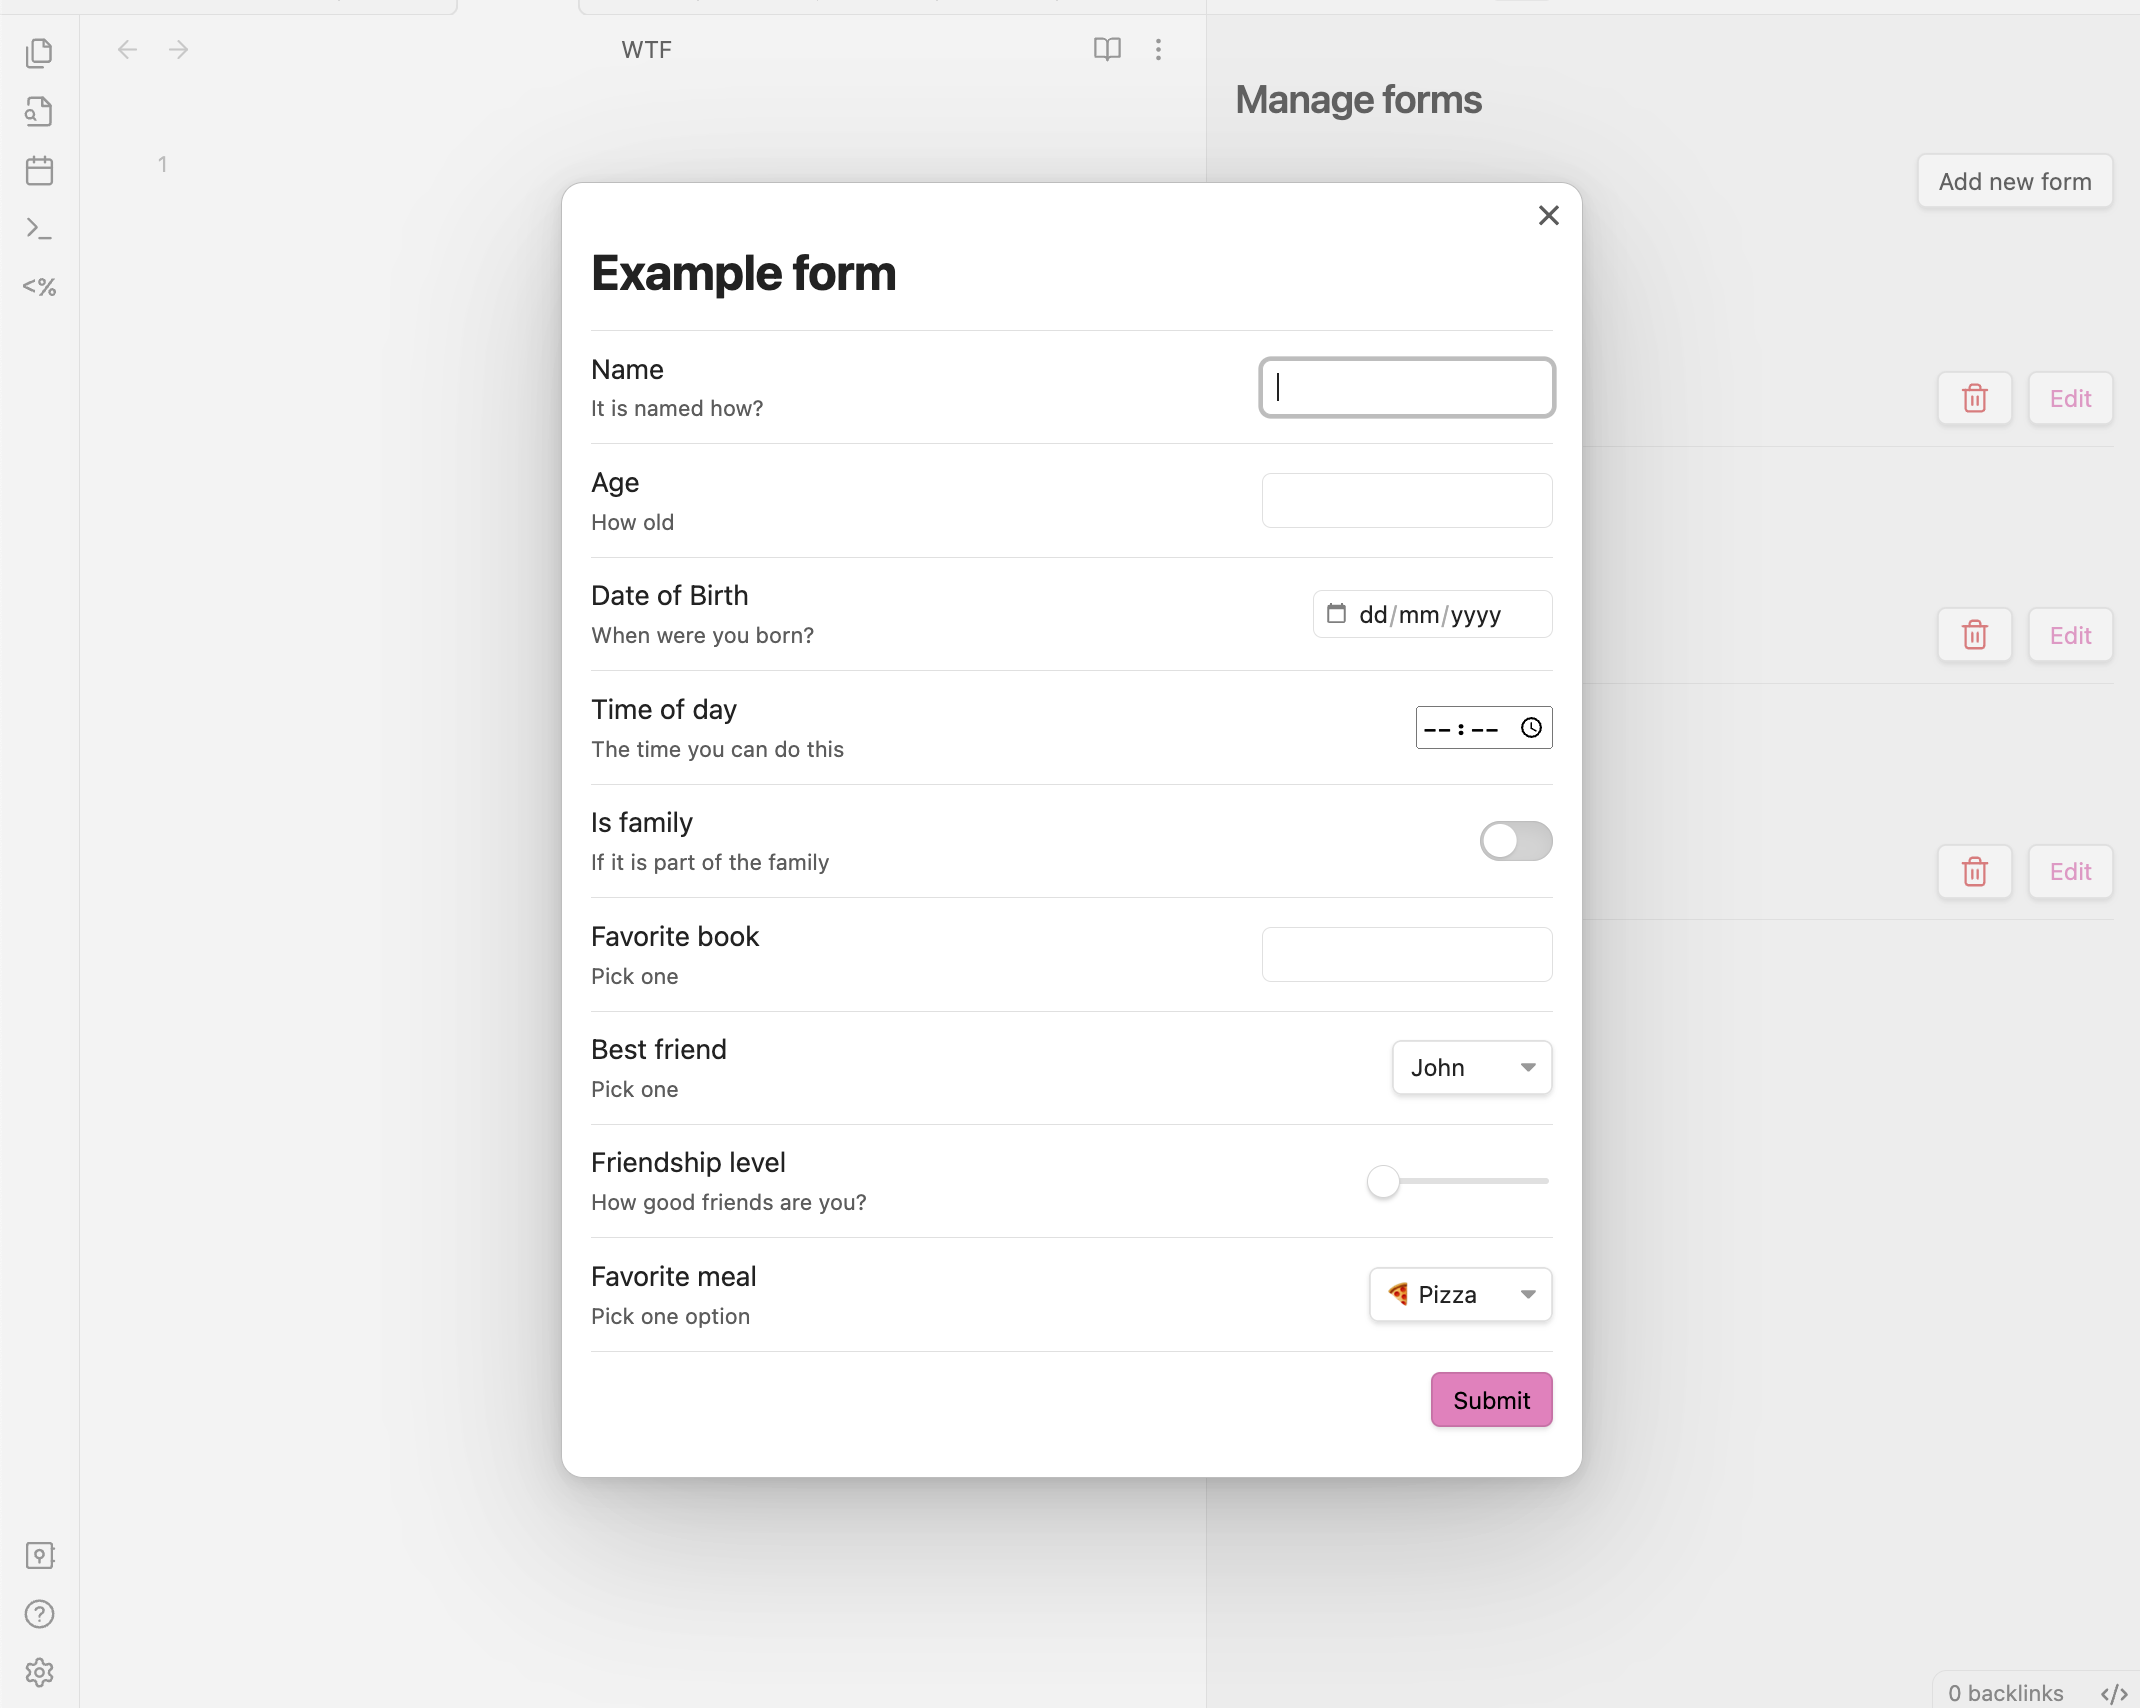 WTF
Manage forms
1
Add new form
<%
Example form
Name
It is named how?
Age
How old
Edit
Date of Birth
When were you born?
dd/mm/yyyy
Edit
Time of day
The time you can do this
--:--
Is family
If it is part of the family
Edit
Favorite book
Pick one
Best friend
Pick one
John
Friendship level
How good friends are you?
Favorite meal
Pick one option
🍕 Pizza
Submit
0 backlinks